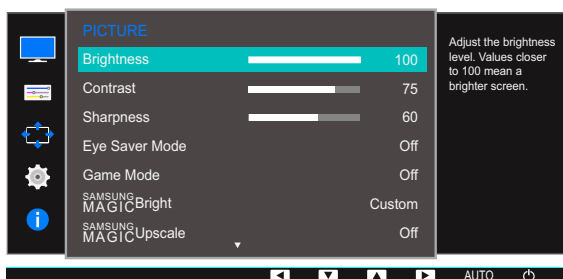 PICTURE
Brightness 100
Contrast 75
Sharpness 60
Eye Saver Mode Off
Game Mode Off
SAMSUNG
MAGICBright Custom
SAMSUNG
MAGICUpscale Off
Adjust the brightness
level. Values closer
to 100 mean a
brighter screen.
AUTO